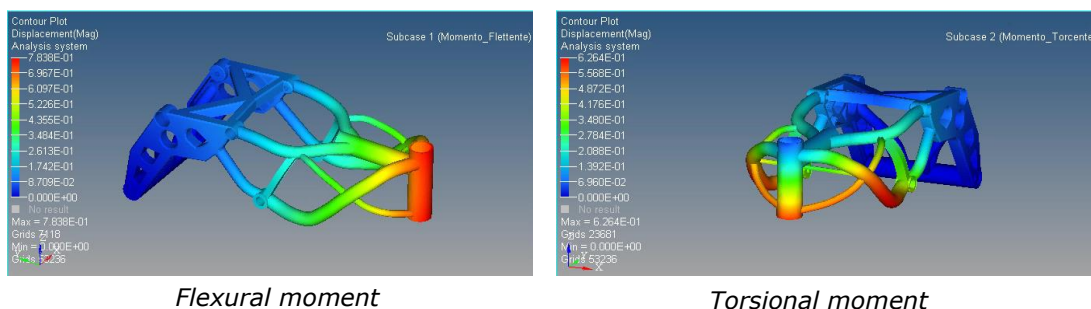 Contour Plot
Displacement(Mag)
Analysis system
Subcase 1 (Momento_Flettente)
7.838E-01
6.967E-01
6.097E-01
5.226E-01
4.355E-01
3.484E-01
2.613E-01
1.742E-01
8.709E-02
0.000E+00
No result
Max = 7.838E-01
Grids 7118
Min = 0.000E+00
Grids 53236
Z
Y X
Flexural moment
Contour Plot
Displacement(Mag)
Analysis system
Subcase 2 (Momento_Torcente
6.264E-01
5.568E-01
4.872E-01
4.176E-01
3.480E-01
2.784E-01
2.088E-01
1.392E-01
6.960E-02
0.000E+00
No result
Max = 6.264E-01
Grids 23681
Min = 0.000E+00
Grids 53236
Z
Y
X
Torsional moment